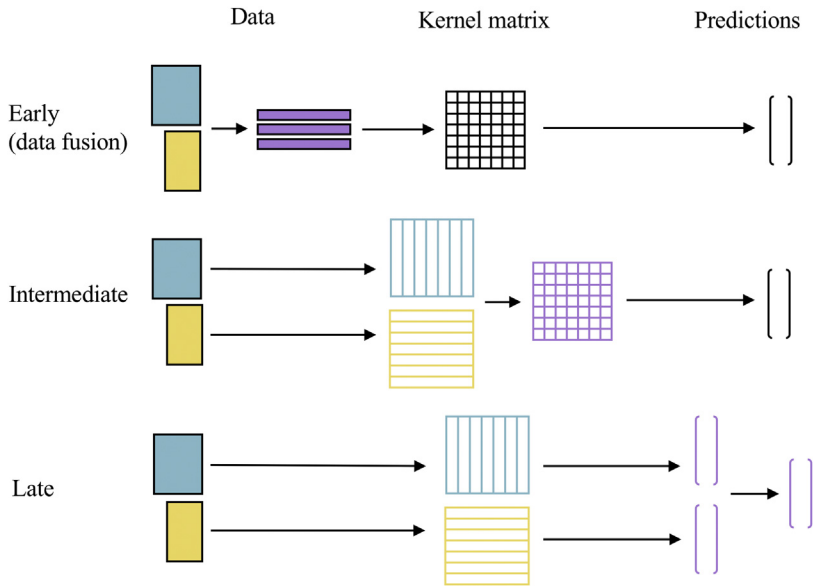 Data
Kernel matrix
Predictions
Early
(data fusion)
Intermediate
Late